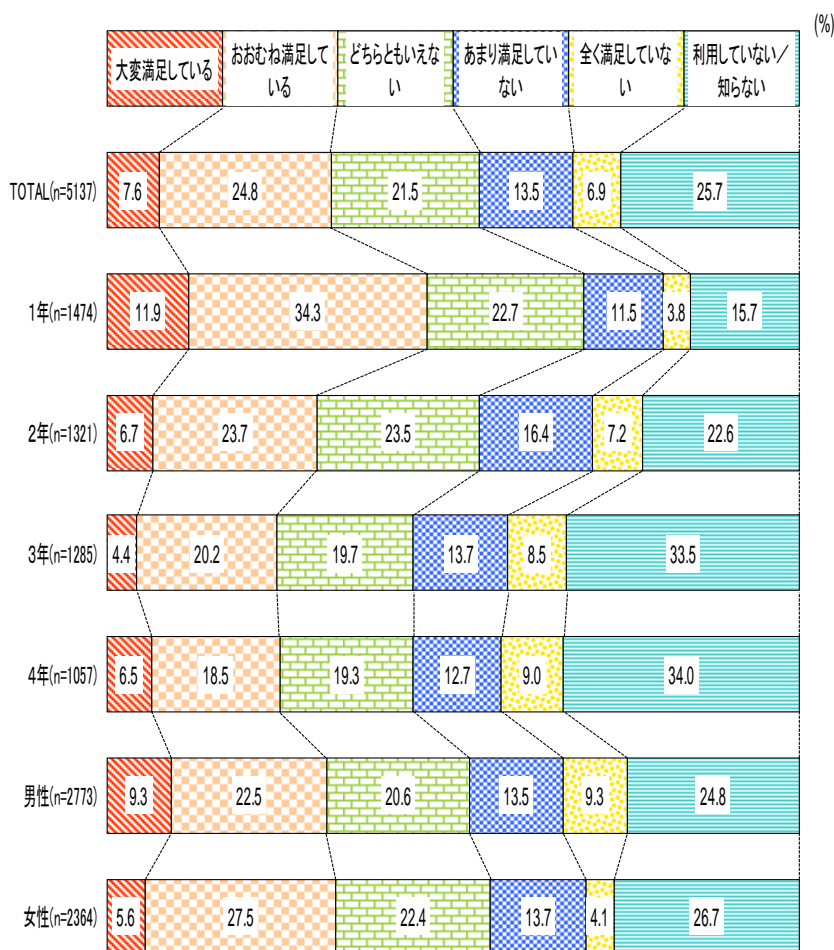 (%)
大変満足している
おおむね満足して
いる
どちらともいえな
い
あまり満足してい
ない
全く満足していな
い
利用していない／
知らない
TOTAL(n=5137) 7.6 24.8 21.5 13.5 6.9 25.7
1年(n=1474) 11.9 34.3 22.7 11.5 3.8 15.7
2年(n=1321) 6.7 23.7 23.5 16.4 7.2 22.6
3年(n=1285) 4.4 20.2 19.7 13.7 8.5 33.5
4年(n=1057) 6.5 18.5 19.3 12.7 9.0 34.0
男性(n=2773) 9.3 22.5 20.6 13.5 9.3 24.8
女性(n=2364) 5.6 27.5 22.4 13.7 4.1 26.7